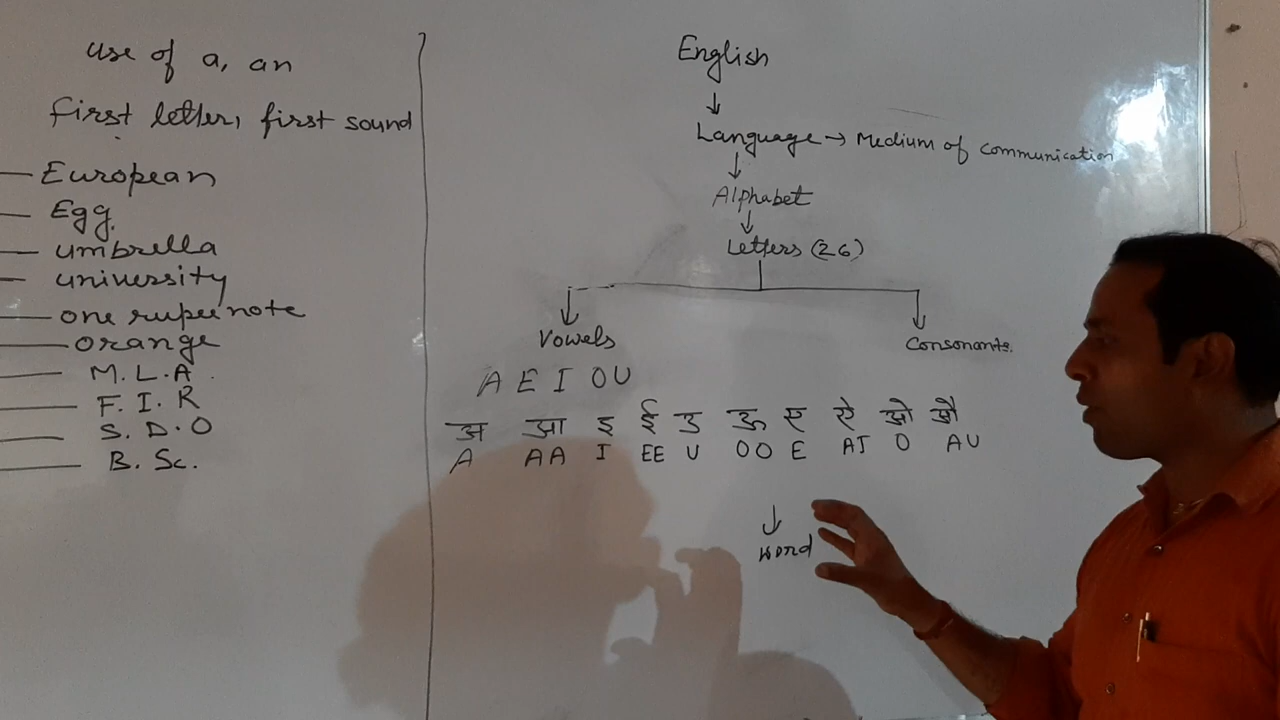 use of a, an
first letter, first sound
European
Egg.
umbrella
university
one rupee note
orange
M. L. A.
F. I. R
S. D. O
B. Sc.
English
Language → Medium of communication
Alphabet
Letters (26)
Vowels
Consonants.
A E I O U
अ आ इ ई उ ऊ ए ऐ ओ औ
A AA I EE U OO E AI O AU
word